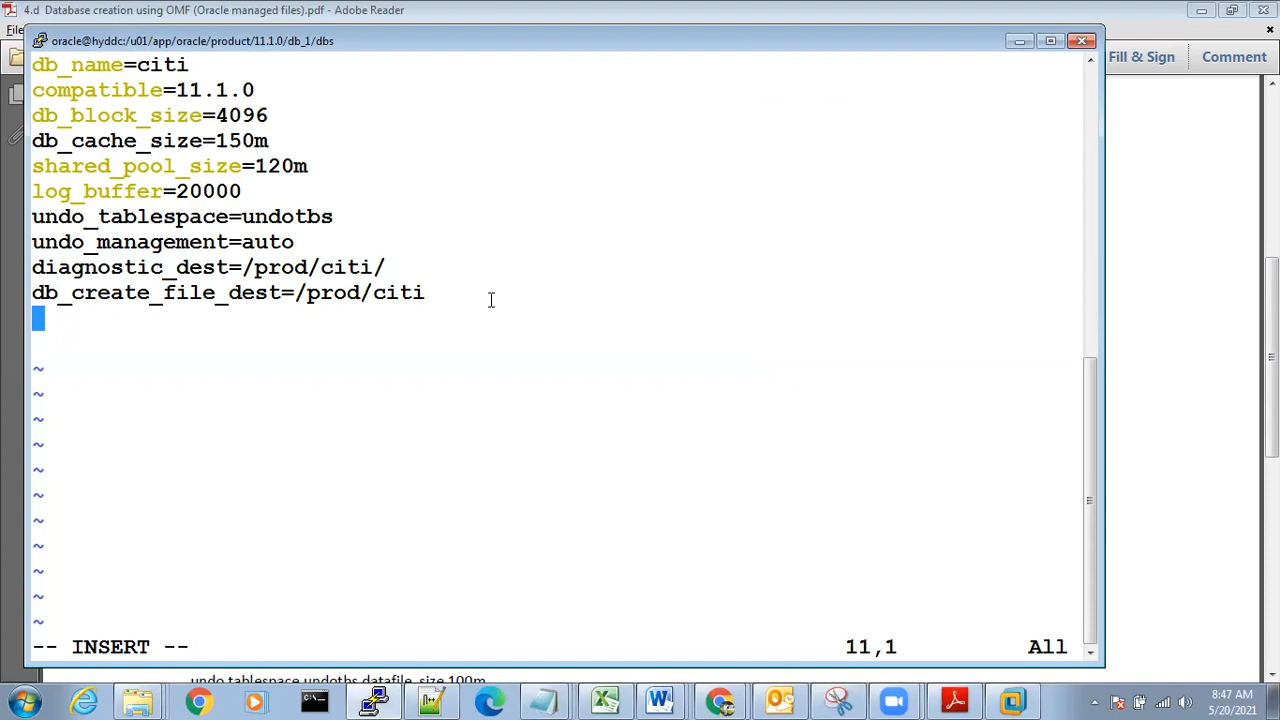 4.d Database creation using OMF (Oracle managed files).pdf - Adobe Reader
File
oracle@hyddc:/u01/app/oracle/product/11.1.0/db_1/dbs
Fill & Sign
Comment
db_name=citi
compatible=11.1.0
db_block_size=4096
db_cache_size=150m
shared_pool_size=120m
log_buffer=20000
undo_tablespace=undotbs
undo_management=auto
diagnostic_dest=/prod/citi/
db_create_file_dest=/prod/citi
~
~
~
~
~
~
~
~
~
~
~
-- INSERT -- 11,1 All
undo tablespace undotbs datafile size 100m
8:47 AM
5/20/2021